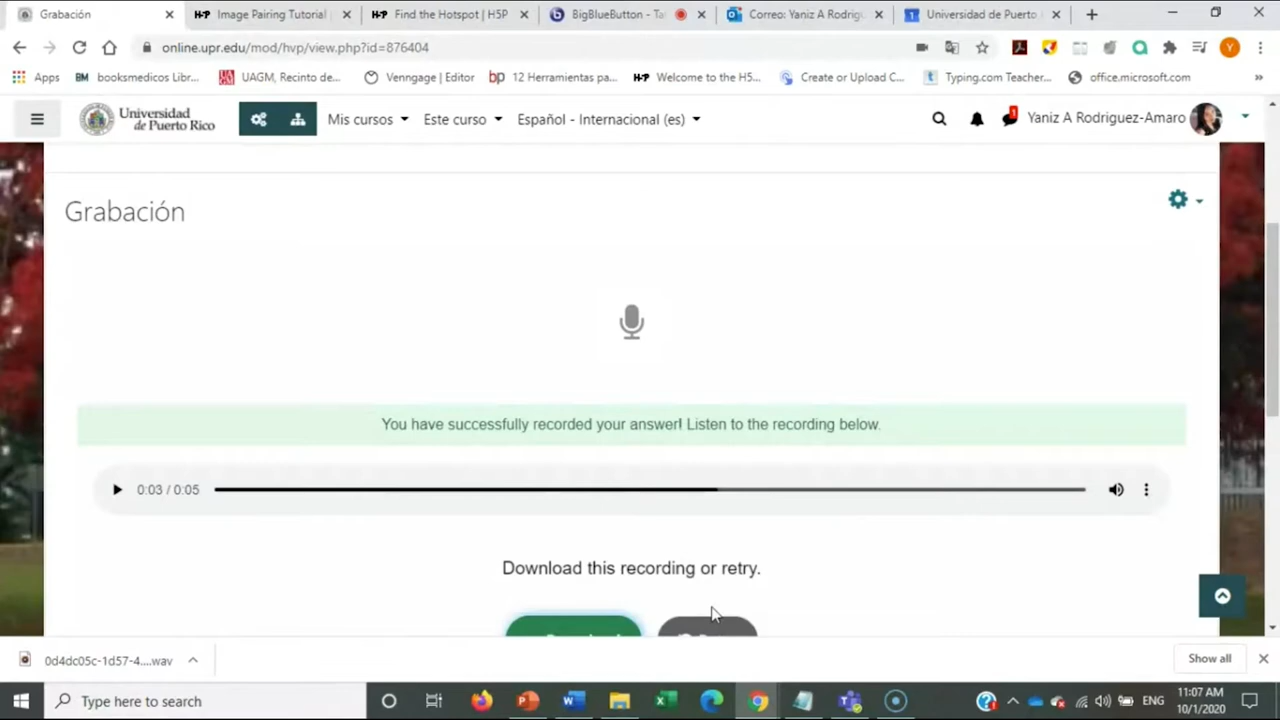 Grabación
Image Pairing Tutorial
Find the Hotspot | H5P
BigBlueButton - Ta
Correo: Yaniz A Rodrig
Universidad de Puerto
online.upr.edu/mod/hvp/view.php?id=876404
Apps
booksmedicos Libr...
UAGM, Recinto de...
Venngage | Editor
12 Herramientas pa...
Welcome to the H5...
Create or Upload C...
Typing.com Teacher...
office.microsoft.com
Universidad de Puerto Rico
Mis cursos
Este curso
Español - Internacional (es)
1
Yaniz A Rodriguez-Amaro
Grabación
You have successfully recorded your answer! Listen to the recording below.
0:03 / 0:05
Download this recording or retry.
0d4dc05c-1d57-4....wav
Show all
Type here to search
ENG
11:07 AM
10/1/2020